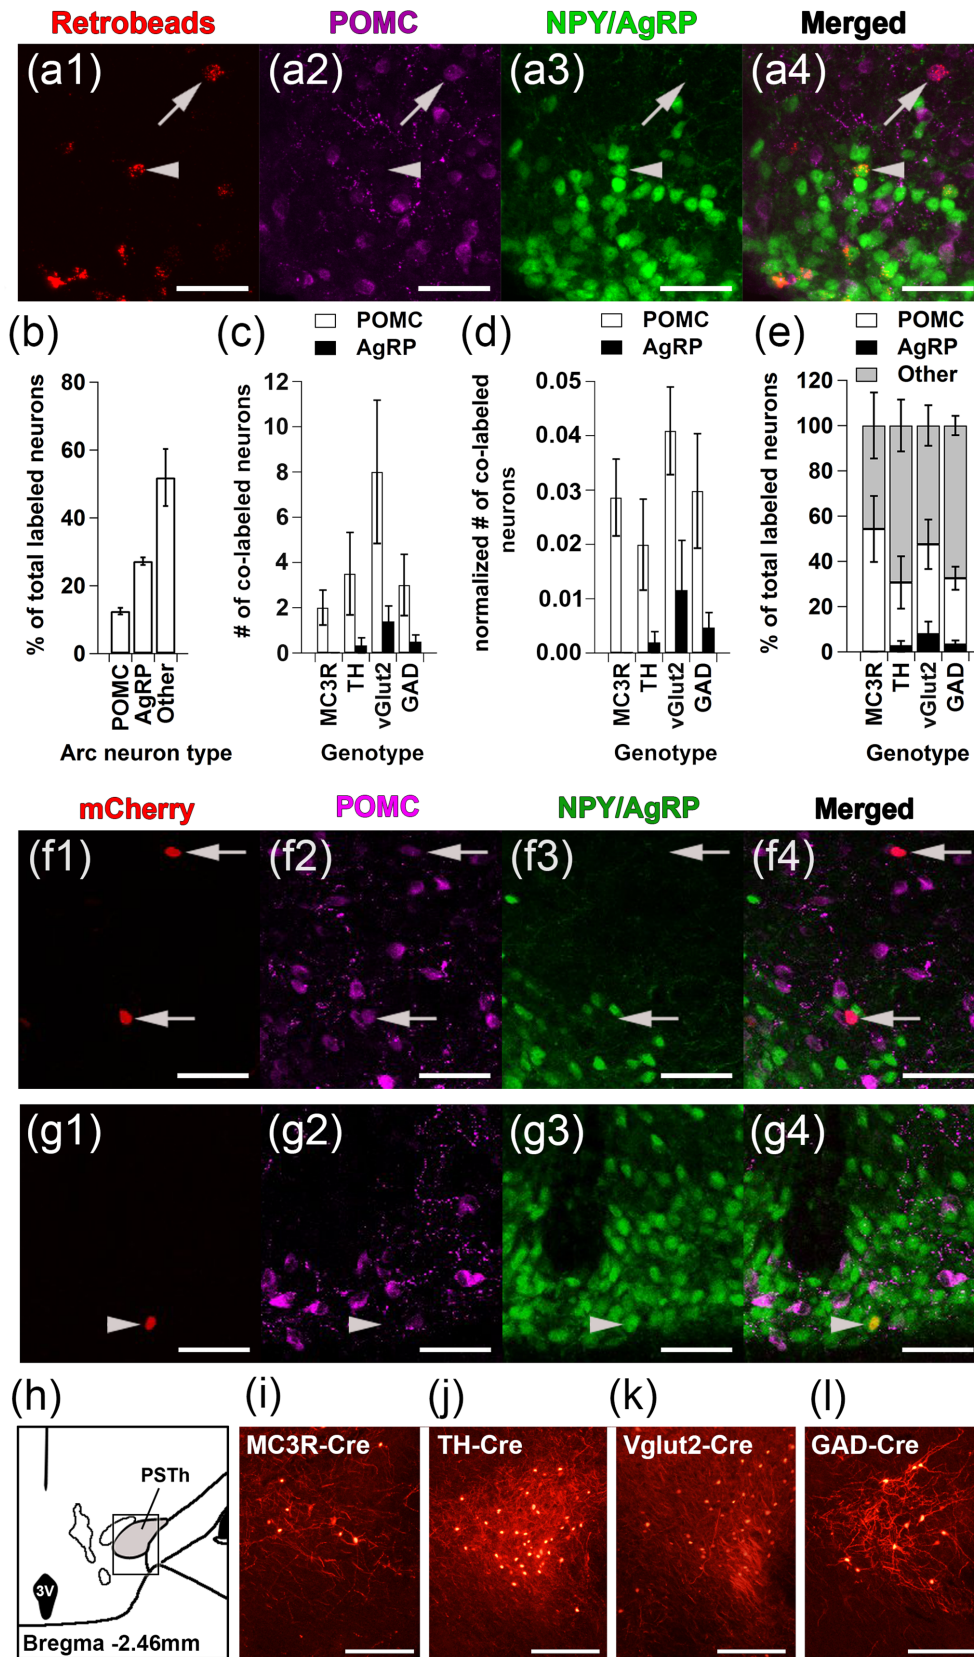 Retrobeads POMC NPY/AgRP Merged
(a1) (a2) (a3) (a4)
(b) (c) (d) (e)
% of total labeled neurons
80
60
40
20
0
POMC
AgRP
Other
Arc neuron type
POMC
AgRP
# of co-labeled neurons
12
10
8
6
4
2
0
MC3R
TH
vGlut2
GAD
Genotype
POMC
AgRP
normalized # of co-labeled
neurons
0.05
0.04
0.03
0.02
0.01
0.00
MC3R
TH
vGlut2
GAD
Genotype
POMC
AgRP
Other
% of total labeled neurons
120
100
80
60
40
20
0
MC3R
TH
vGlut2
GAD
Genotype
mCherry POMC NPY/AgRP Merged
(f1) (f2) (f3) (f4)
(g1) (g2) (g3) (g4)
(h) (i) (j) (k) (l)
PSTh
3V
Bregma -2.46mm
MC3R-Cre
TH-Cre
Vglut2-Cre
GAD-Cre